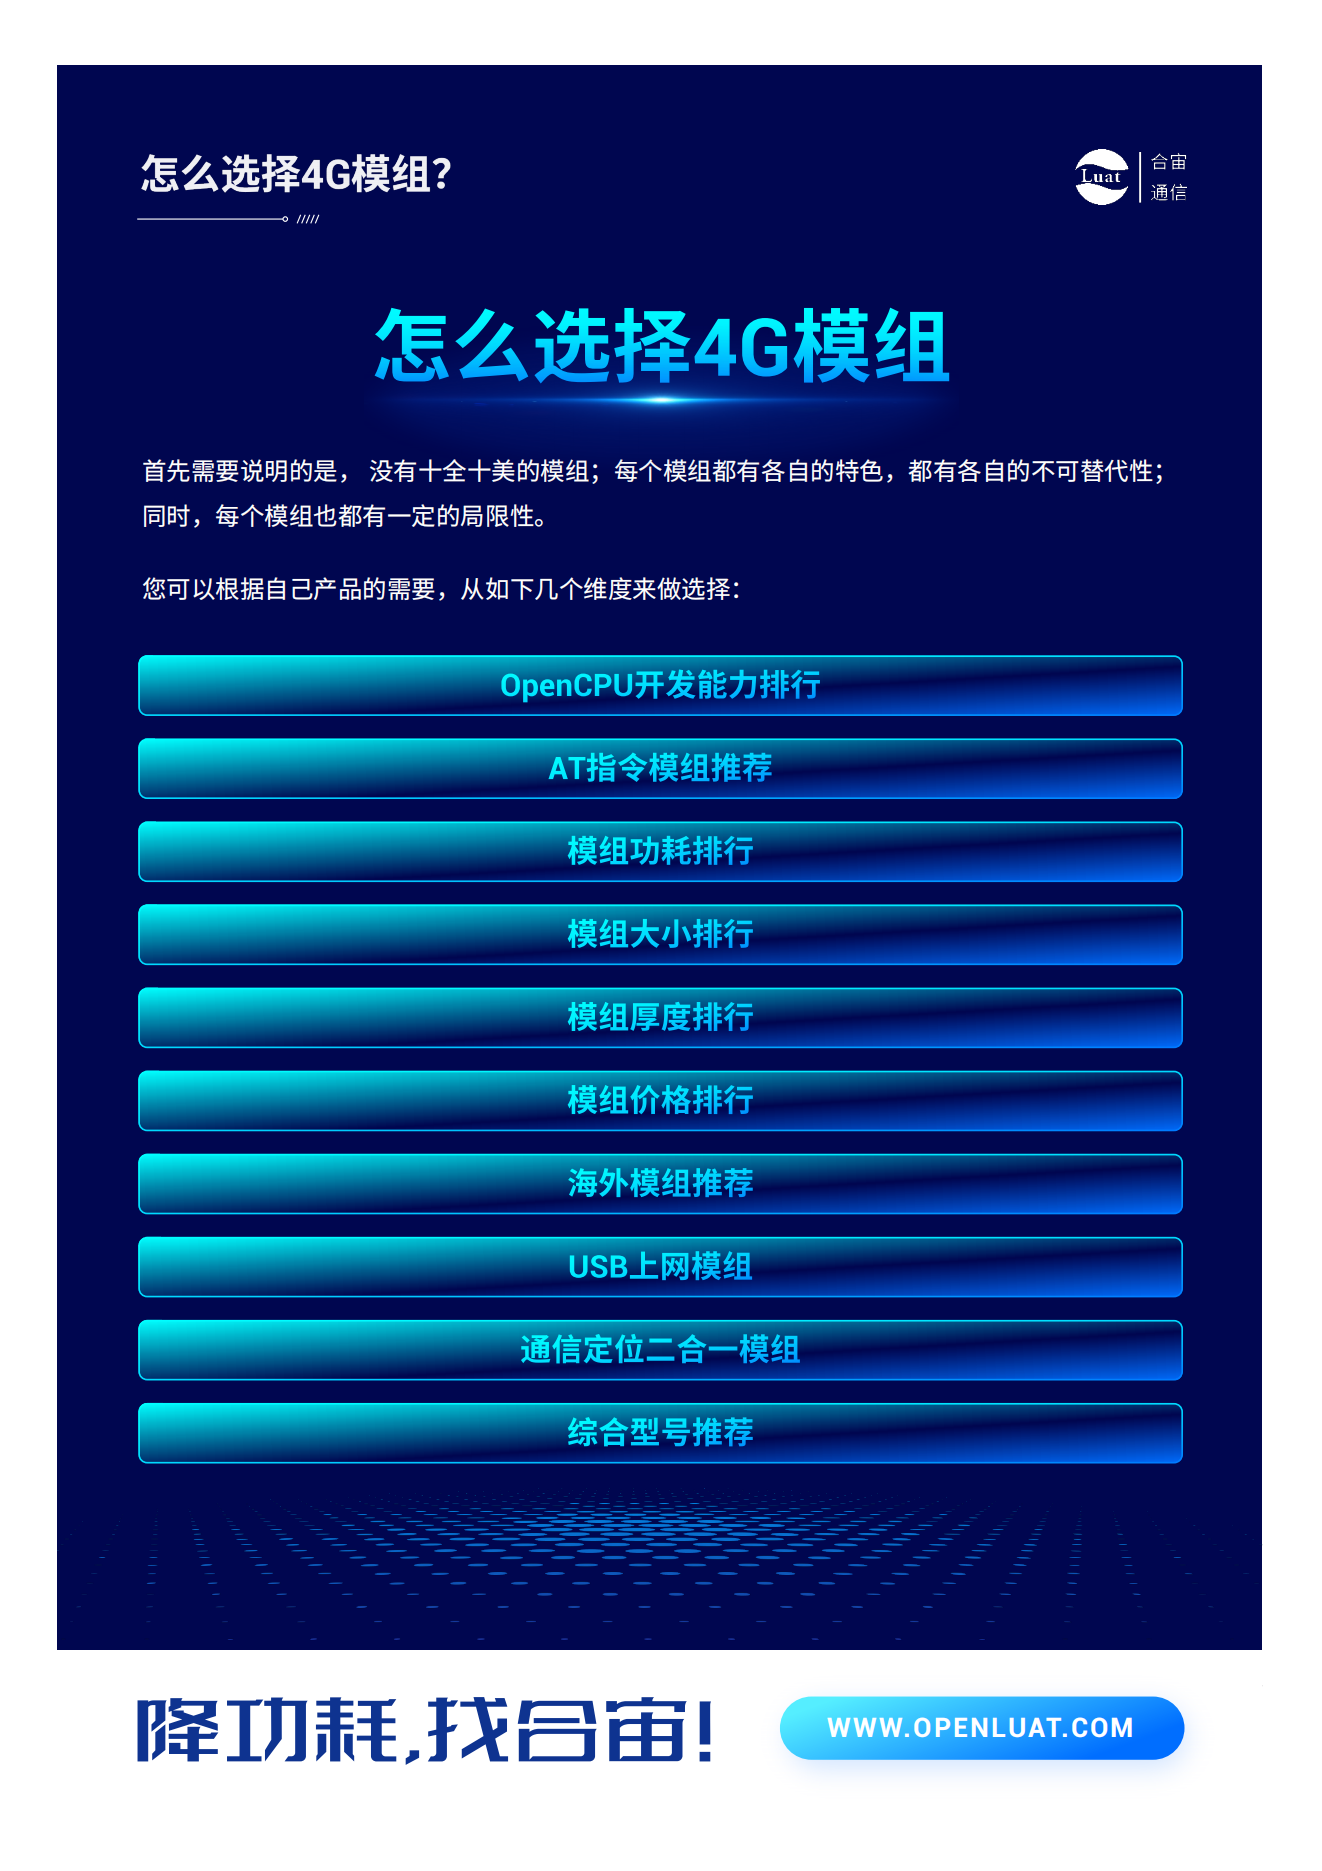 怎么选择4G模组？
Luat
合宙
通信
怎么选择4G模组
首先需要说明的是， 没有十全十美的模组；每个模组都有各自的特色，都有各自的不可替代性；
同时，每个模组也都有一定的局限性。
您可以根据自己产品的需要，从如下几个维度来做选择：
OpenCPU开发能力排行
AT指令模组推荐
模组功耗排行
模组大小排行
模组厚度排行
模组价格排行
海外模组推荐
USB上网模组
通信定位二合一模组
综合型号推荐
降功耗,找合宙!
WWW.OPENLUAT.COM